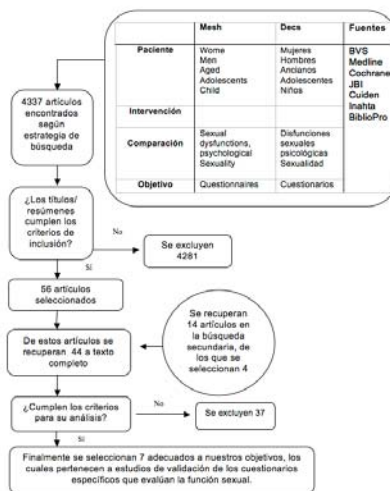 Mesh Decs Fuentes
Paciente Wome Mujeres BVS
Men Hombres Medline
Aged Ancianos Cochrane
Adolescents Adolescentes JBI
Child Niños Cuiden
Intervención Inahta
BiblioPro
Comparación Sexual Disfunciones
dysfunctions, sexuales
psychological psicológicas
Sexuality Sexualidad
Objetivo Questionnaires Cuestionarios
4337 artículos
encontrados
según
estrategia de
búsqueda
¿Los títulos/
resúmenes cumplen los
criterios de
inclusión?
No
Se excluyen
4281
Sí
56 artículos
seleccionados
Se recuperan
14 artículos en
la búsqueda
secundaria, de
los que se
seleccionan 4
De estos artículos se
recuperan 44 a texto
completo
¿Cumplen los criterios
para su análisis?
No
Se excluyen 37
Sí
Finalmente se seleccionan 7 adecuados a nuestros objetivos, los
cuales pertenecen a estudios de validación de los cuestionarios
específicos que evalúan la función sexual.